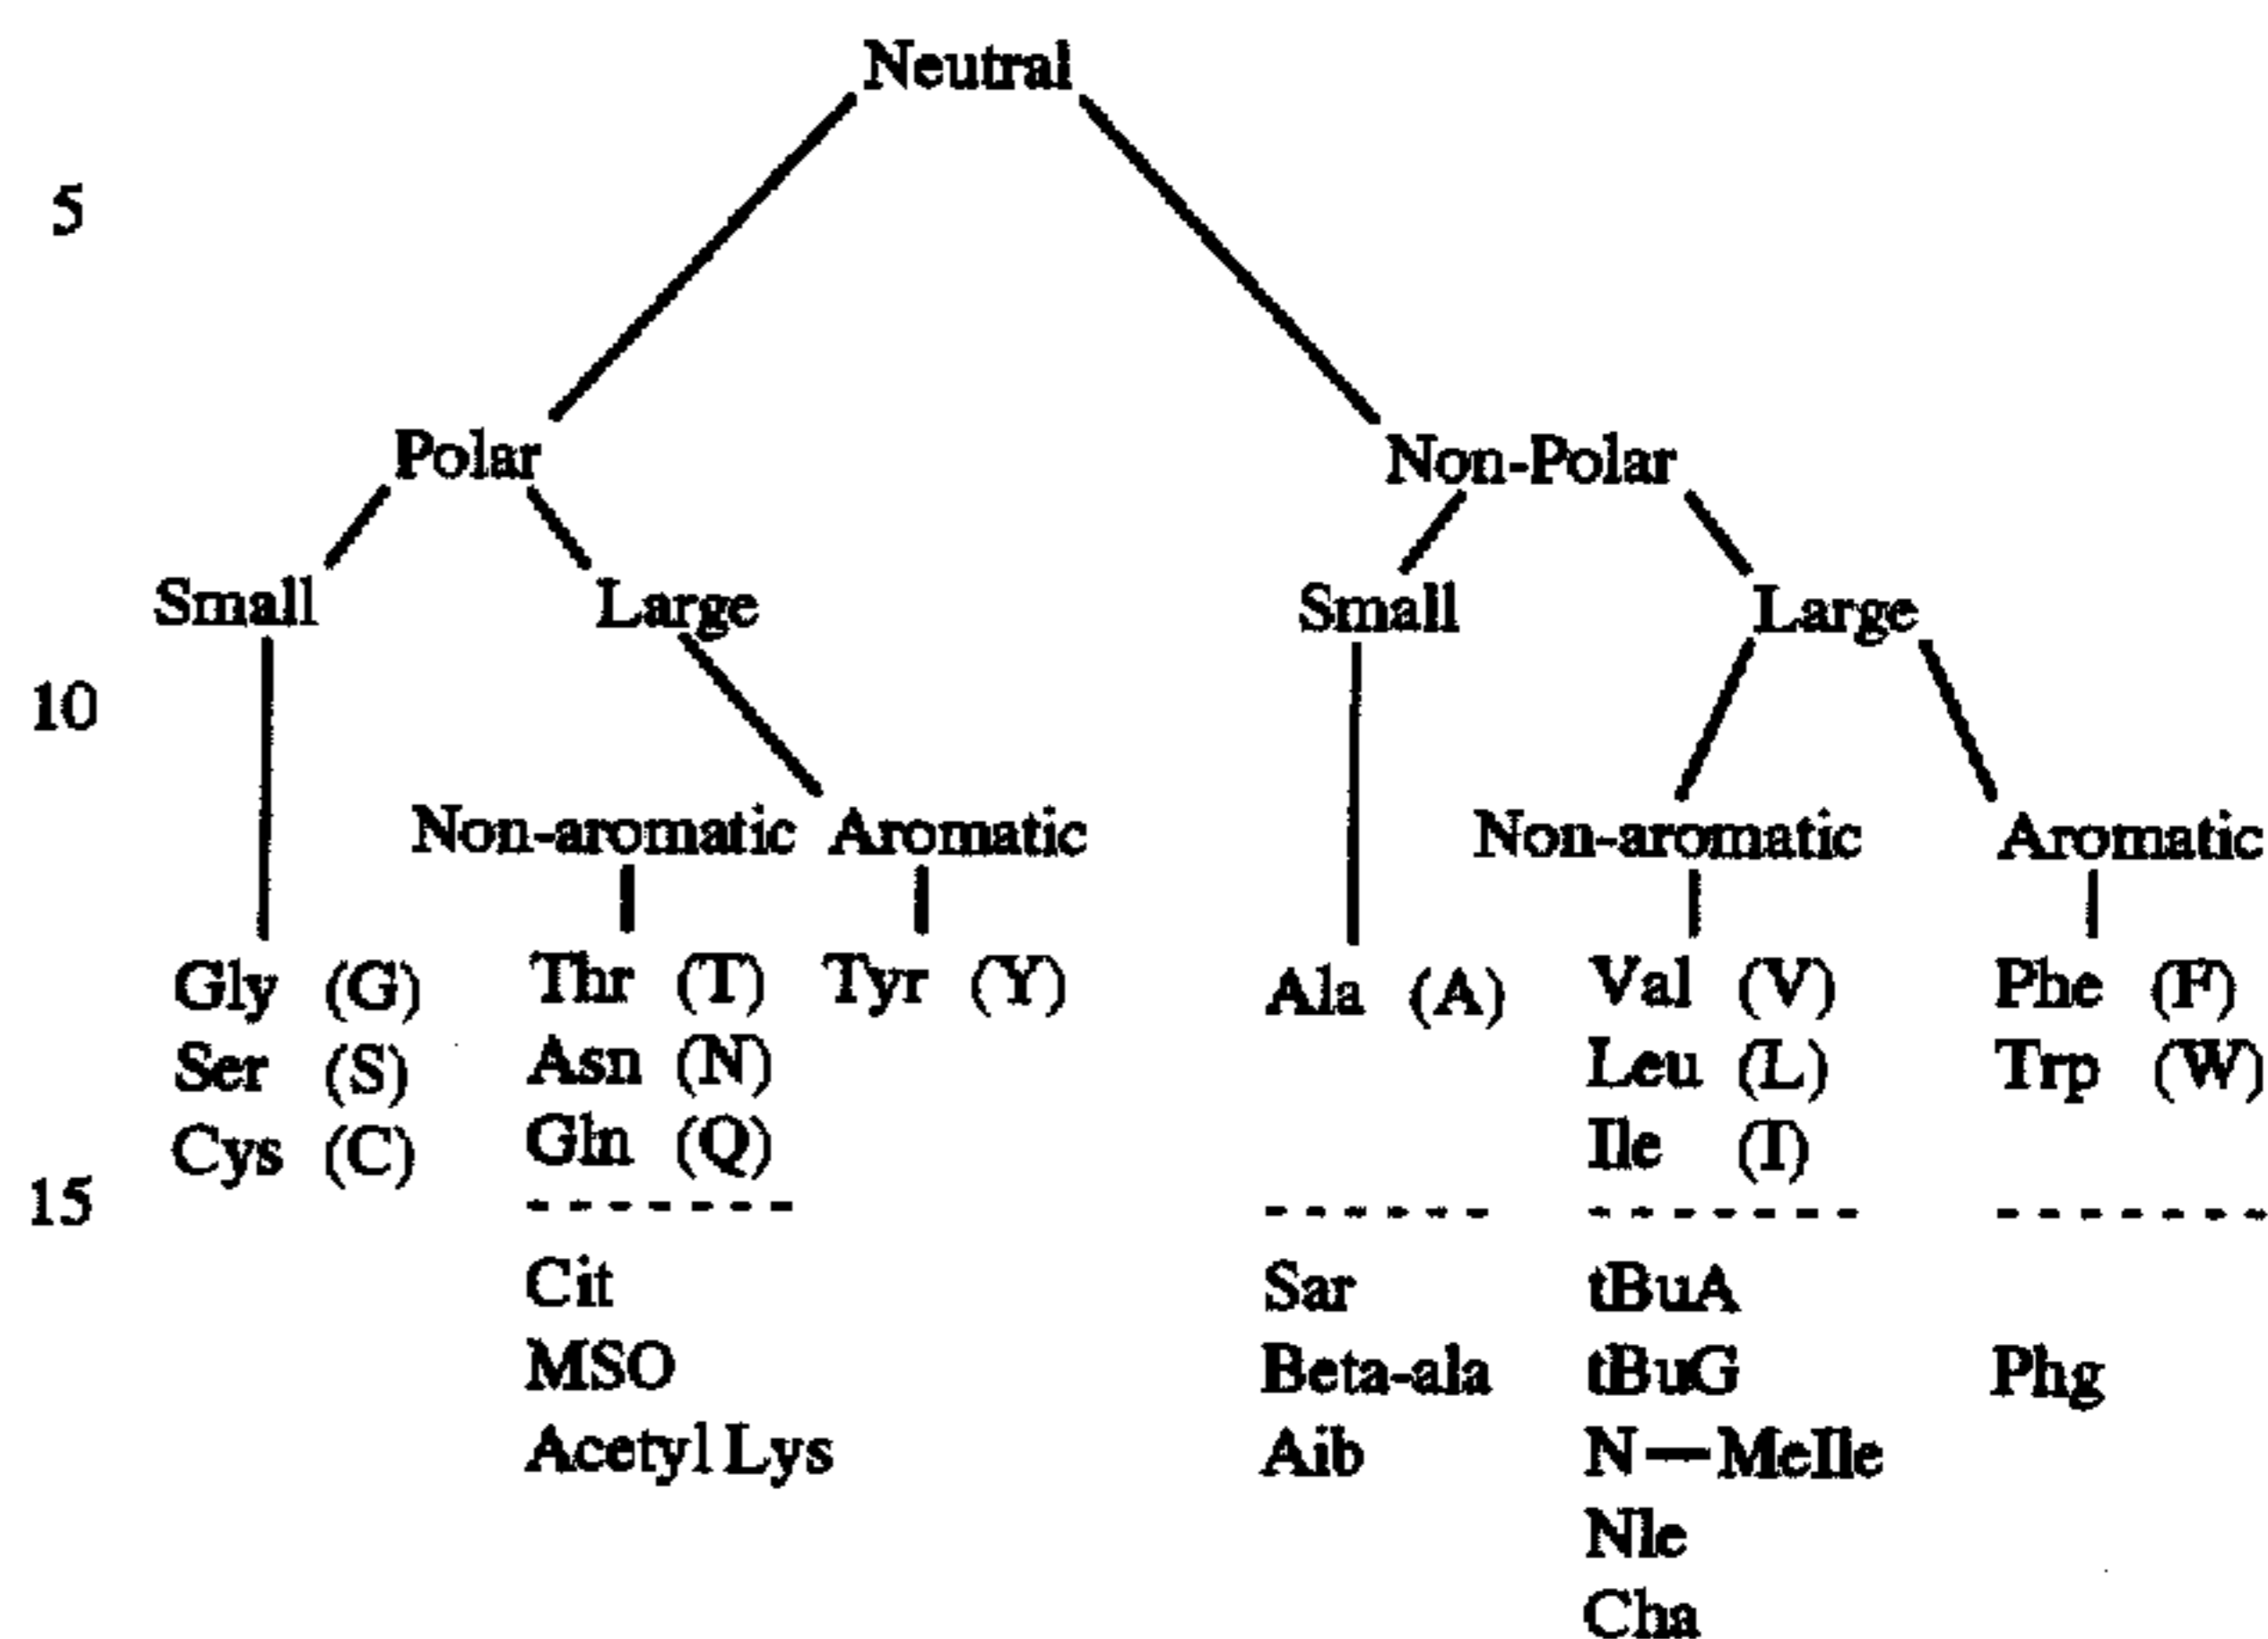 Neutral
5
Polar Non-Polar
Small Large Small Large
10
Non-aromatic Aromatic Non-aromatic Aromatic
Gly (G) Thr (T) Tyr (Y) Ala (A) Val (V) Phe (F)
Ser (S) Asn (N) Leu (L) Trp (W)
Cys (C) Gln (Q) Ile (I)
15 - - - - - - - - - - - - - - - - - - - - - - - - - - -
Cit Sar tBuA
MSO Beta-ala tBuG Phg
Acetyl Lys Aib N—MeIle
Nle
Cha